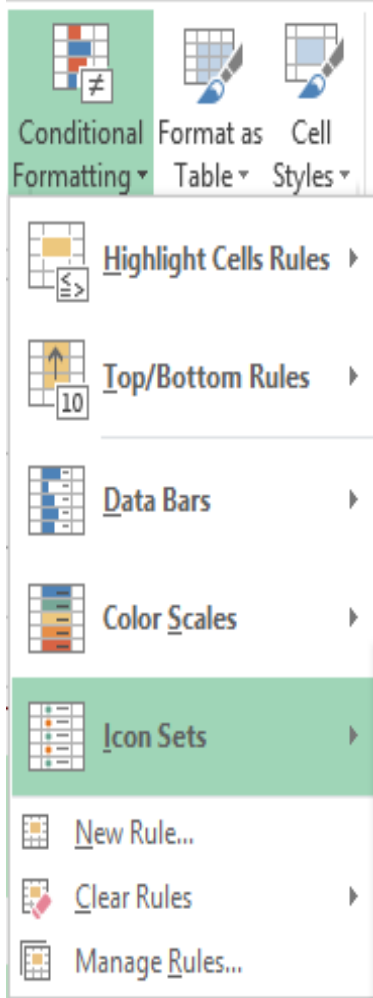 Conditional Format as Cell
Formatting Table Styles
≠
Highlight Cells Rules
≤ >
Top/Bottom Rules
10
Data Bars
Color Scales
Icon Sets
New Rule...
Clear Rules
Manage Rules...